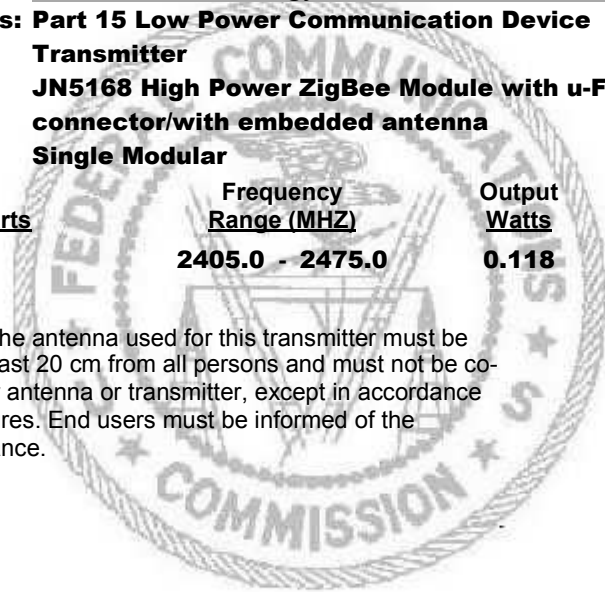 s: Part 15 Low Power Communication Device
Transmitter
JN5168 High Power ZigBee Module with u-F
connector/with embedded antenna
Single Modular
Frequency Output
rts Range (MHZ) Watts
2405.0 - 2475.0 0.118
he antenna used for this transmitter must be
ast 20 cm from all persons and must not be co-
r antenna or transmitter, except in accordance
res. End users must be informed of the
nce.
FEDERAL COMMUNICATIONS COMMISSION